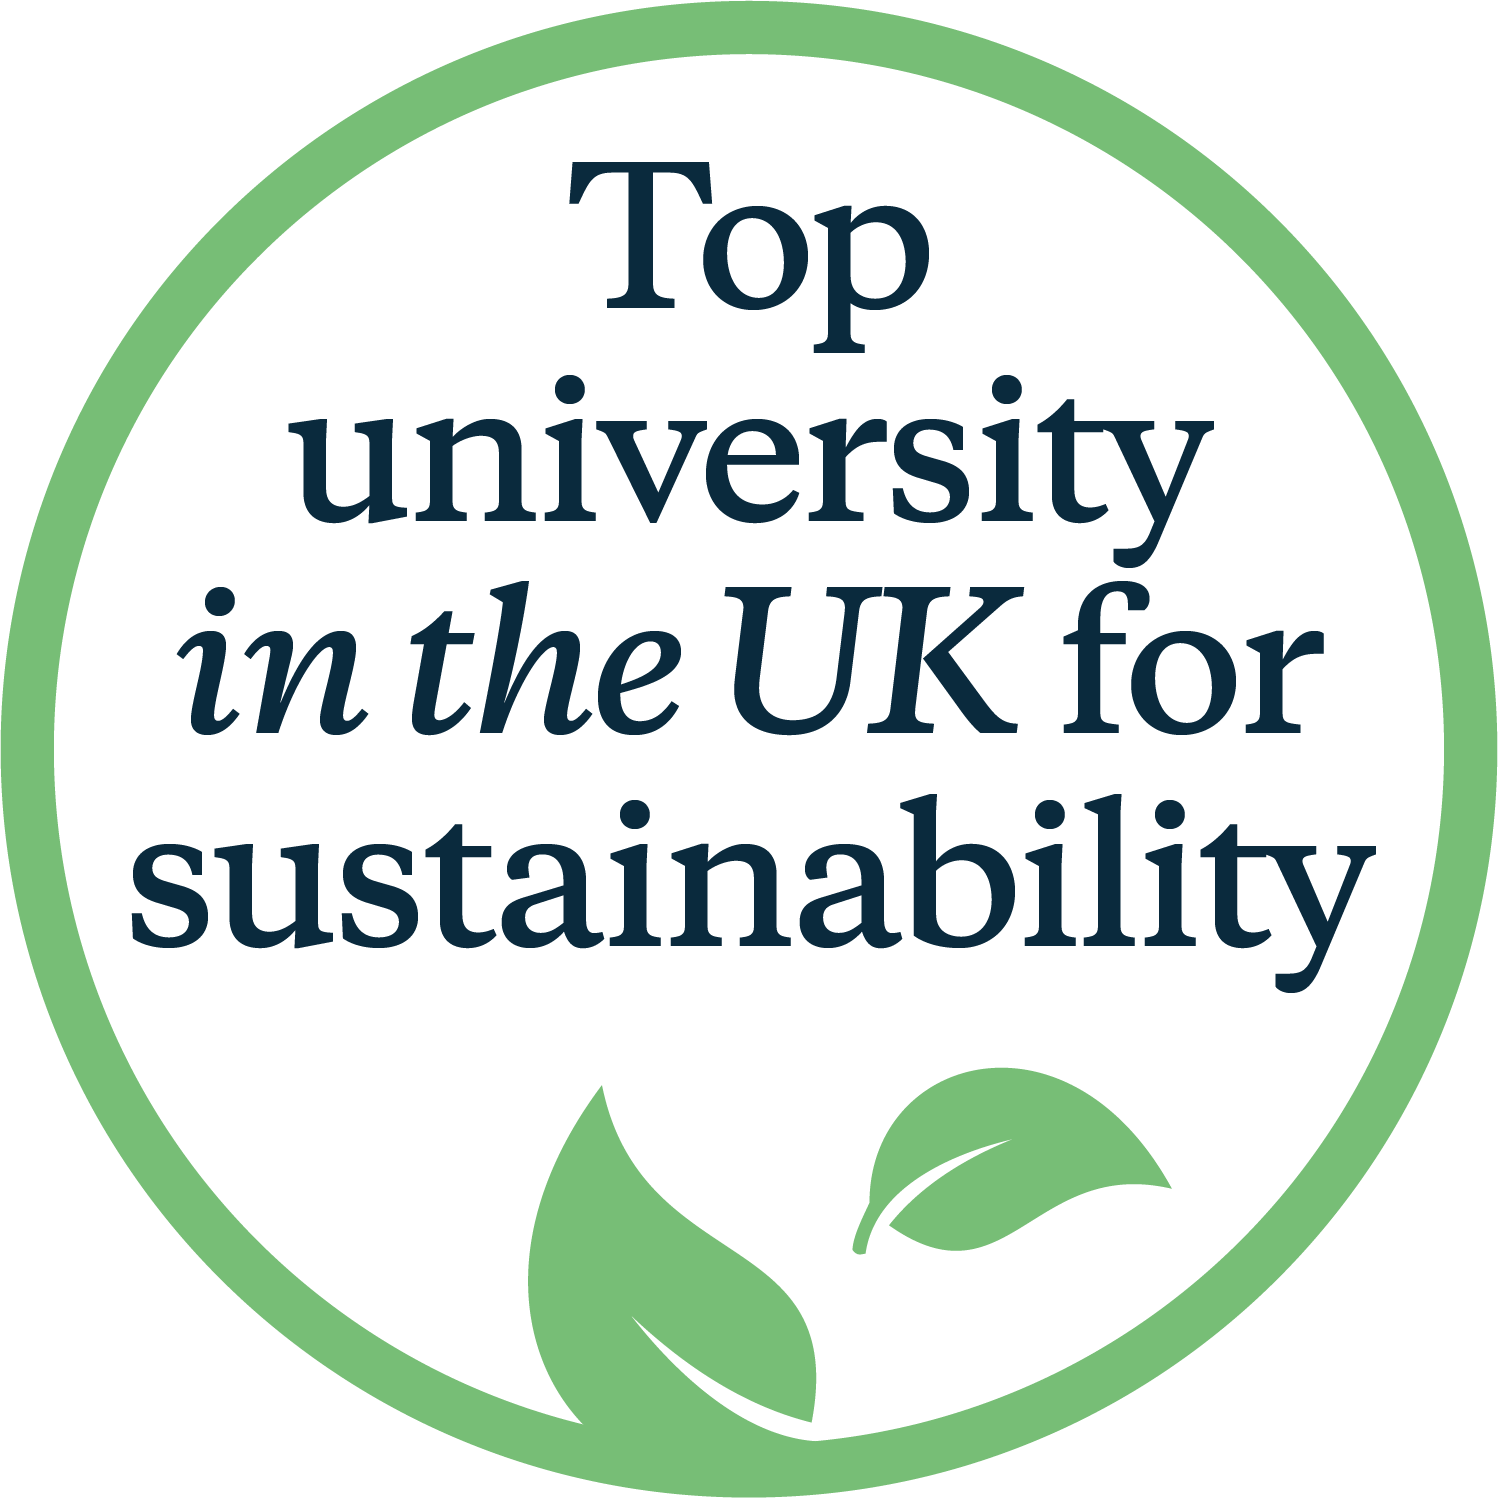 Top
university
in the UK for
sustainability